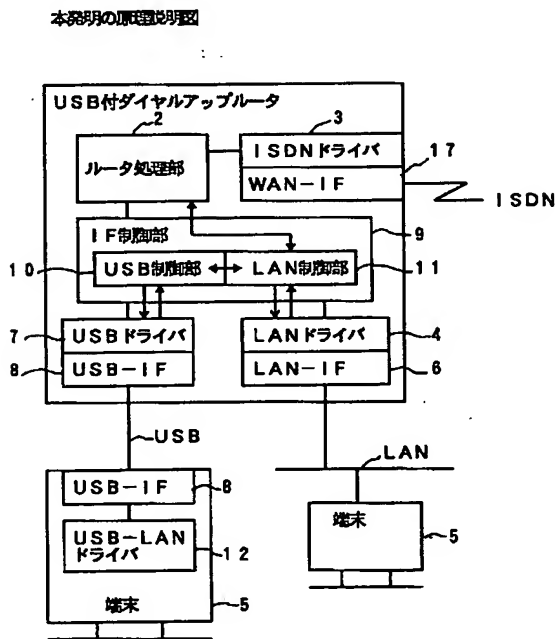 本発明の原理説明図
USB付ダイヤルアップルータ
2
3
ルータ処理部
ISDNドライバ
17
WAN-IF
ISDN
IF制御部
9
10
USB制御部
LAN制御部
11
7
USBドライバ
LANドライバ
4
8
USB-IF
LAN-IF
6
USB
LAN
USB-IF
8
端末
5
USB-LAN
ドライバ
12
端末
5